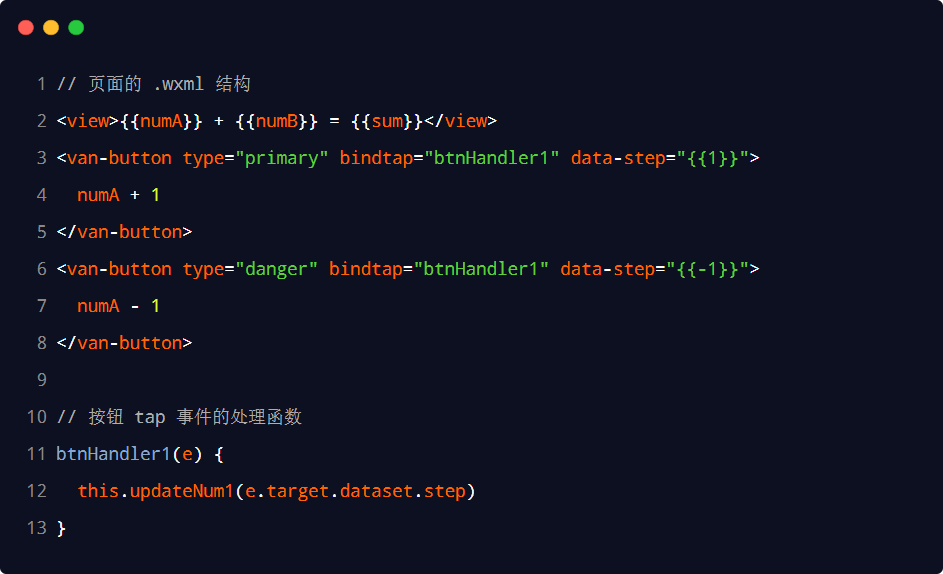 1 // 页面的 .wxml 结构
2 <view>{{numA}} + {{numB}} = {{sum}}</view>
3 <van-button type="primary" bindtap="btnHandler1" data-step="{{1}}">
4   numA + 1
5 </van-button>
6 <van-button type="danger" bindtap="btnHandler1" data-step="{{-1}}">
7   numA - 1
8 </van-button>
9
10 // 按钮 tap 事件的处理函数
11 btnHandler1(e) {
12   this.updateNum1(e.target.dataset.step)
13 }